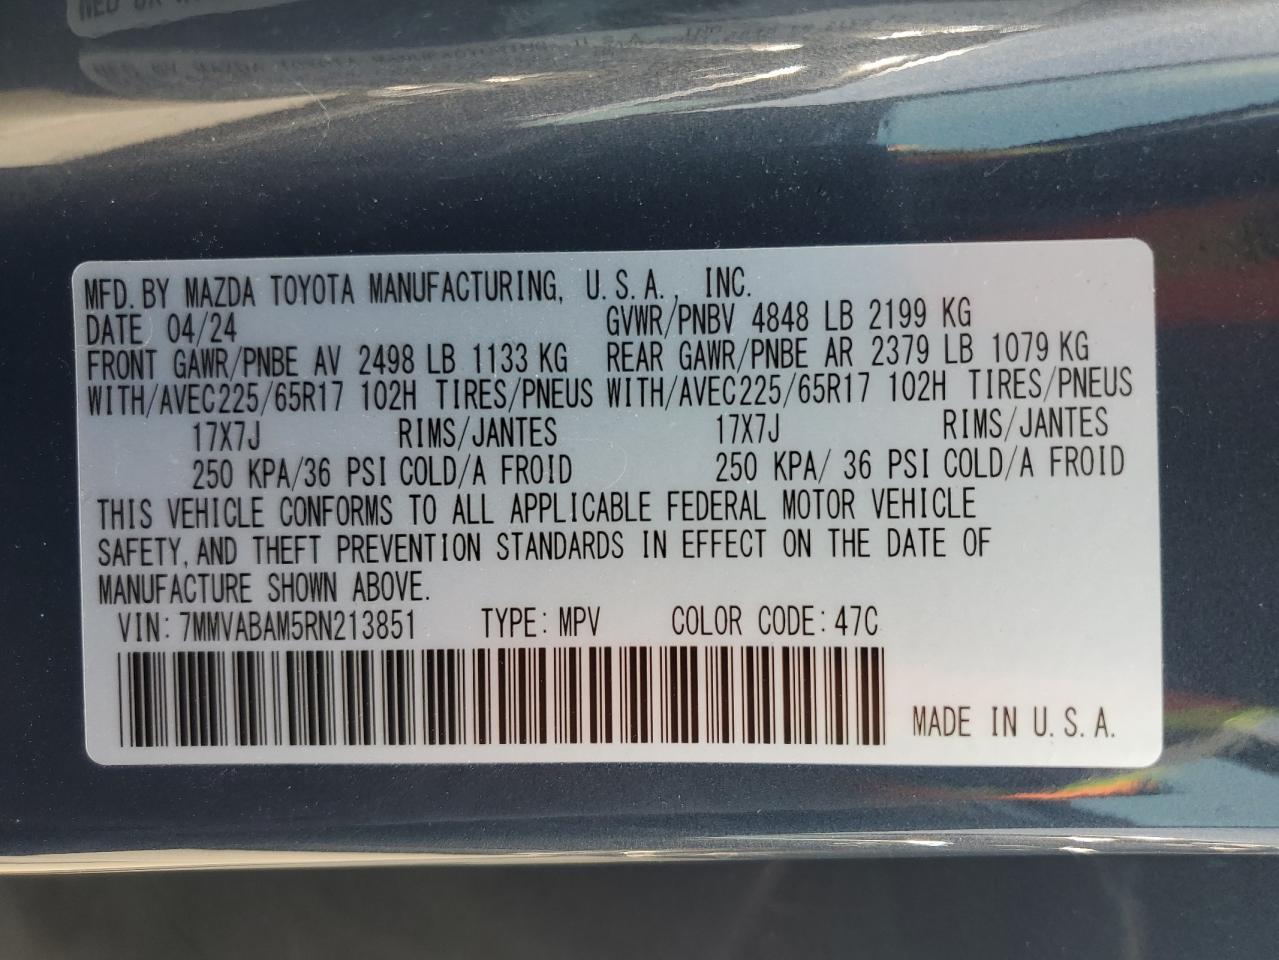 MFD. BY MAZDA TOYOTA MANUFACTURING, U.S.A., INC.
DATE 04/24 GVWR/PNBV 4848 LB 2199 KG
FRONT GAWR/PNBE AV 2498 LB 1133 KG REAR GAWR/PNBE AR 2379 LB 1079 KG
WITH/AVEC225/65R17 102H TIRES/PNEUS WITH/AVEC225/65R17 102H TIRES/PNEUS
17X7J RIMS/JANTES 17X7J RIMS/JANTES
250 KPA/36 PSI COLD/A FROID 250 KPA/ 36 PSI COLD/A FROID
THIS VEHICLE CONFORMS TO ALL APPLICABLE FEDERAL MOTOR VEHICLE
SAFETY, AND THEFT PREVENTION STANDARDS IN EFFECT ON THE DATE OF
MANUFACTURE SHOWN ABOVE.
VIN: 7MMVABAM5RN213851 TYPE: MPV COLOR CODE: 47C
MADE IN U.S.A.